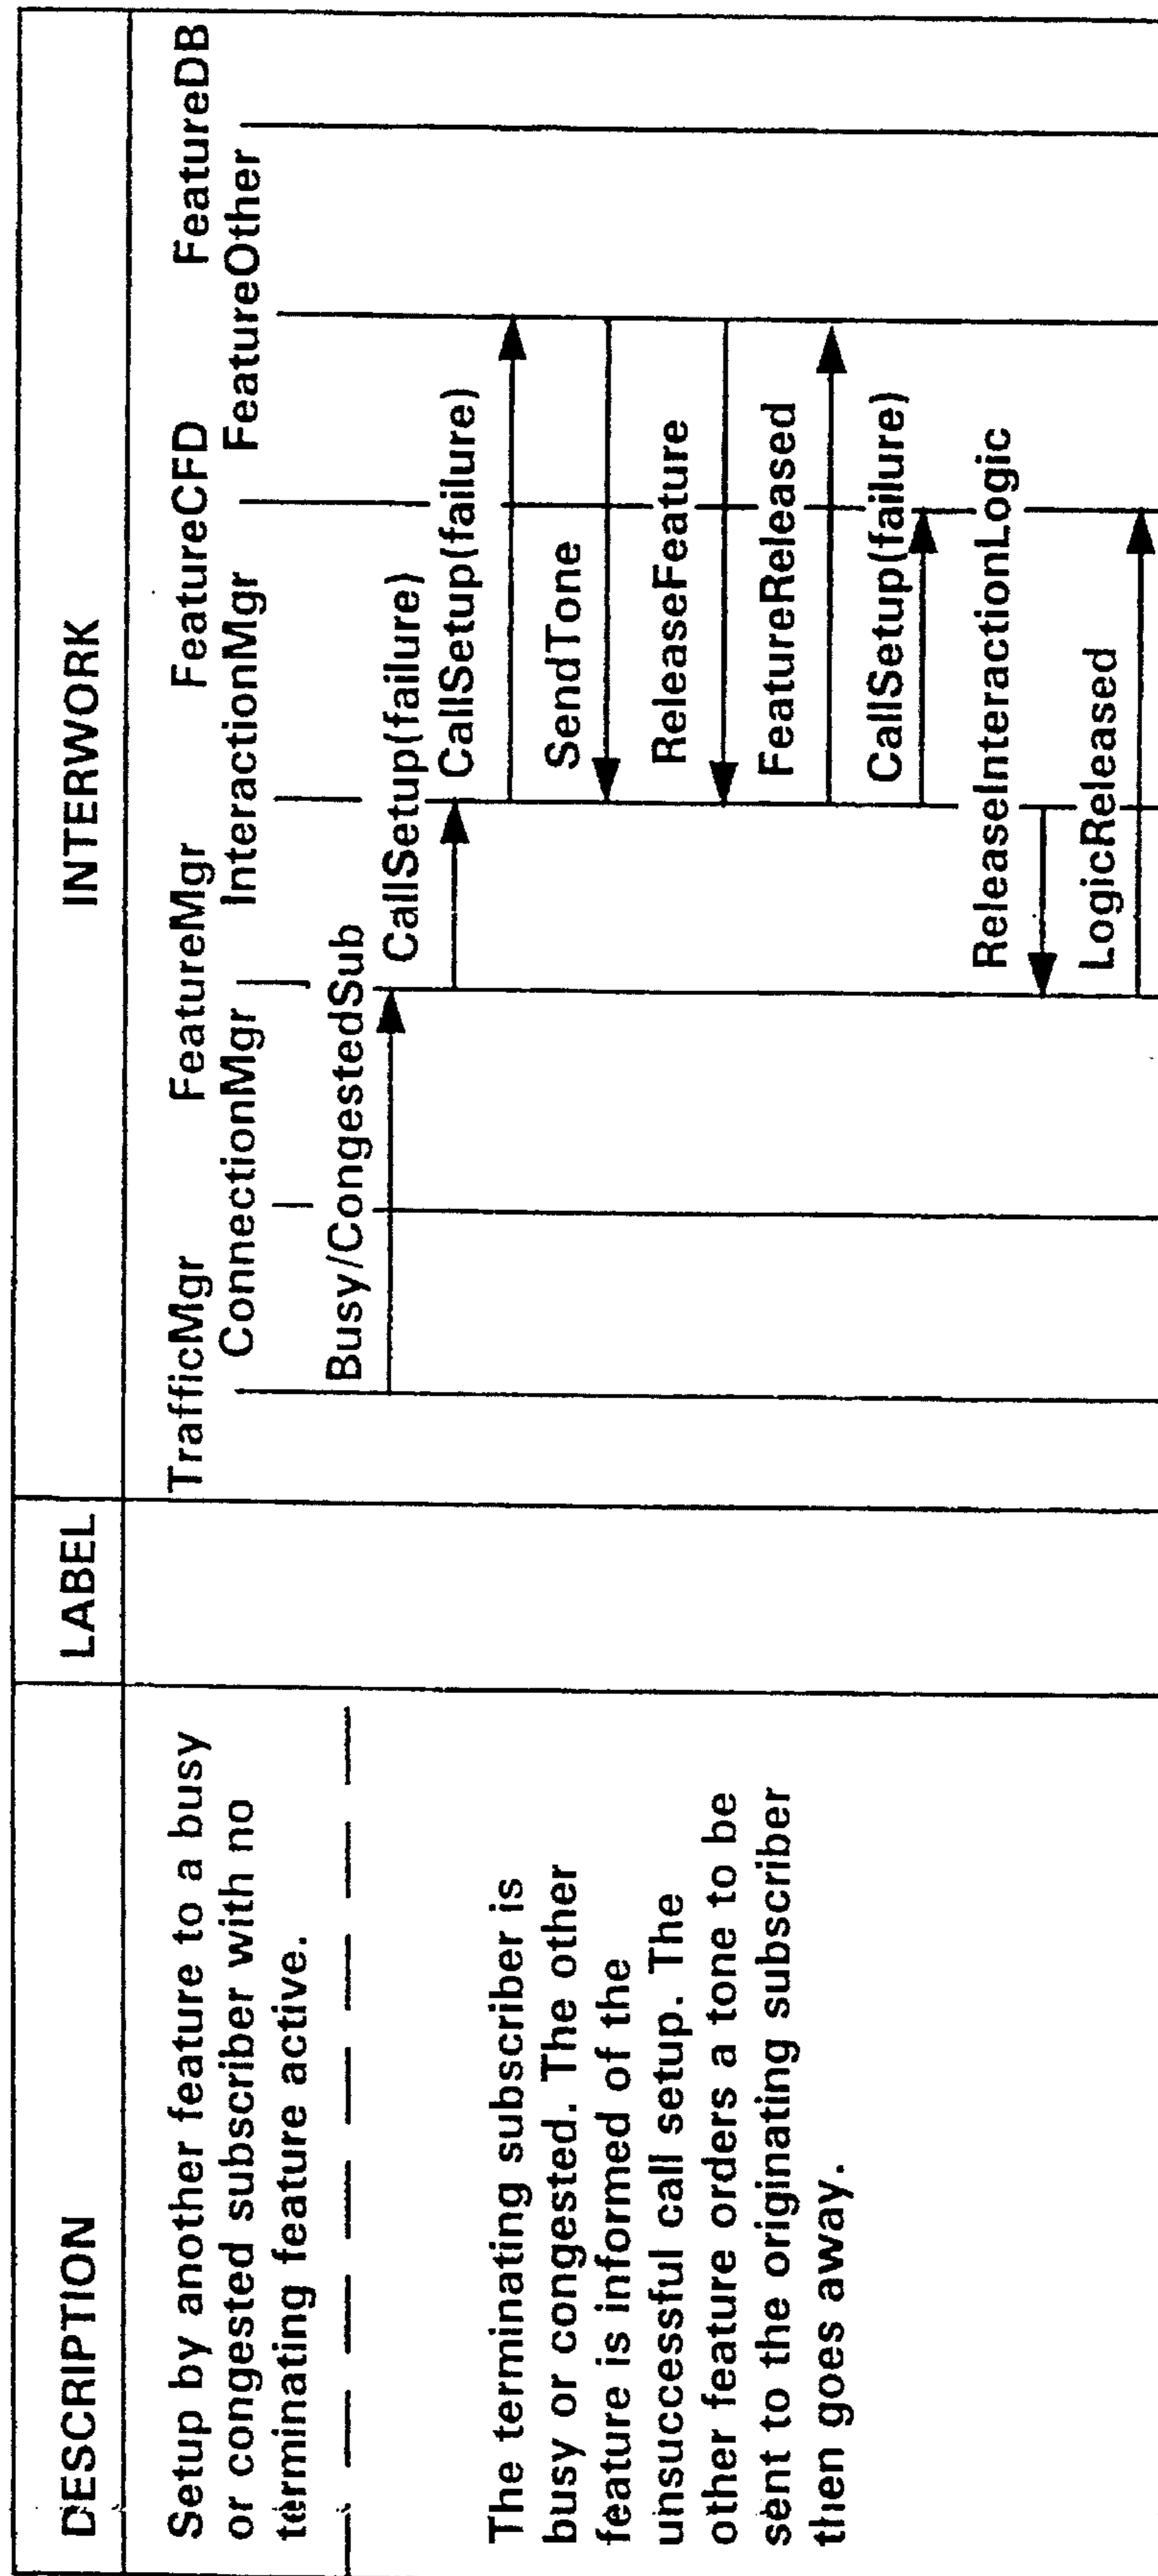 DESCRIPTION
LABEL
INTERWORK
Setup by another feature to a busy
or congested subscriber with no
terminating feature active.
The terminating subscriber is
busy or congested. The other
feature is informed of the
unsuccessful call setup. The
other feature orders a tone to be
sent to the originating subscriber
then goes away.
TrafficMgr
ConnectionMgr
FeatureMgr
InteractionMgr
FeatureCFD
FeatureOther
FeatureDB
Busy/CongestedSub
CallSetup(failure)
CallSetup(failure)
SendTone
ReleaseFeature
FeatureReleased
CallSetup(failure)
ReleaseInteractionLogic
LogicReleased